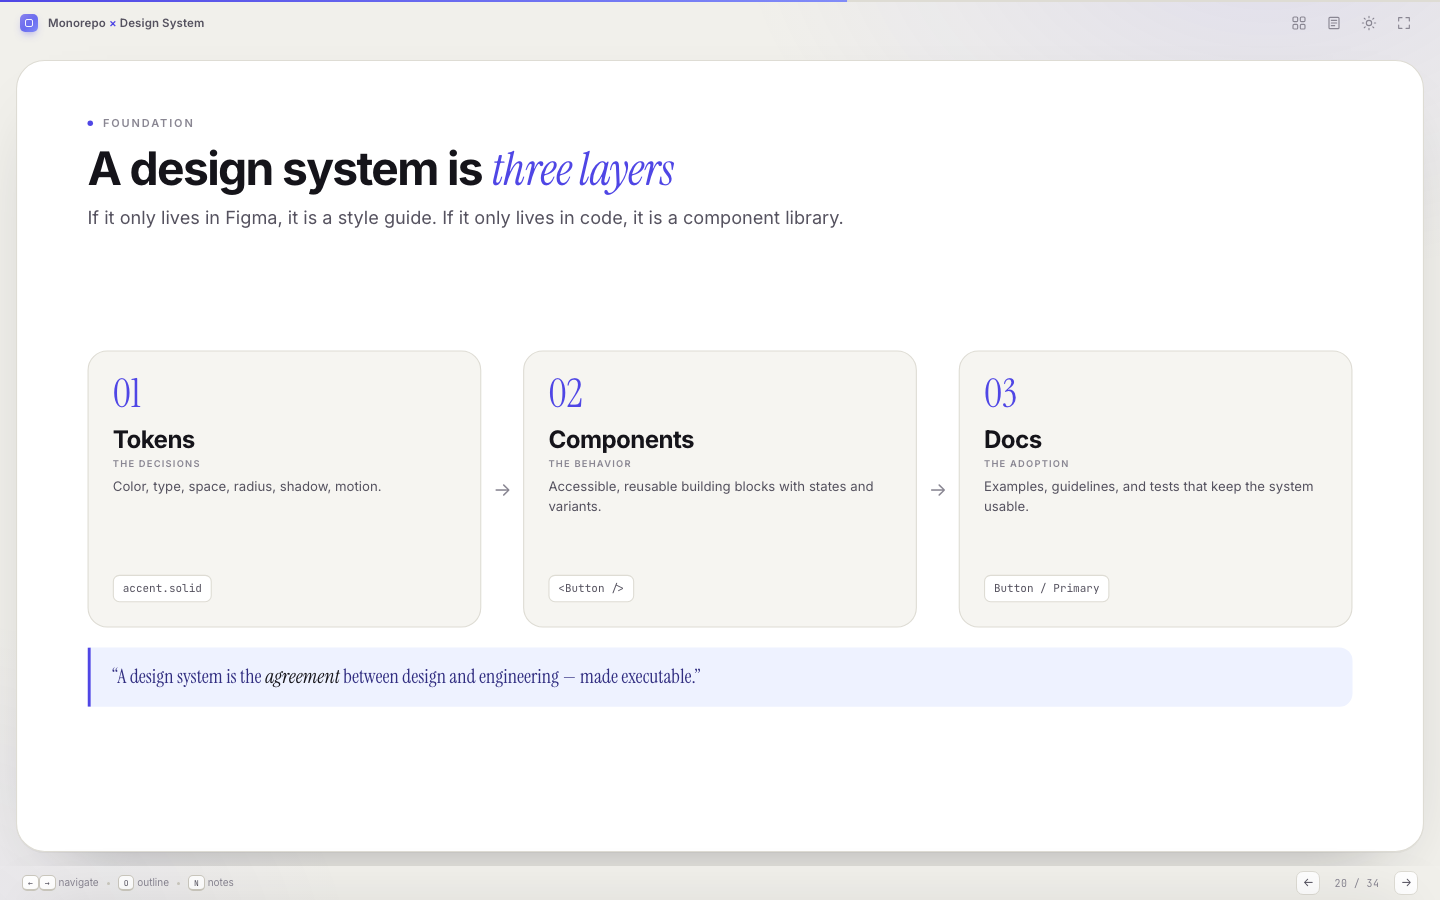 Monorepo × Design System
FOUNDATION
A design system is three layers
If it only lives in Figma, it is a style guide. If it only lives in code, it is a component library.
01
Tokens
THE DECISIONS
Color, type, space, radius, shadow, motion.
accent.solid
→
02
Components
THE BEHAVIOR
Accessible, reusable building blocks with states and
variants.
<Button />
→
03
Docs
THE ADOPTION
Examples, guidelines, and tests that keep the system
usable.
Button / Primary
“A design system is the agreement between design and engineering — made executable.”
← → navigate • O outline • N notes
← 20 / 34 →